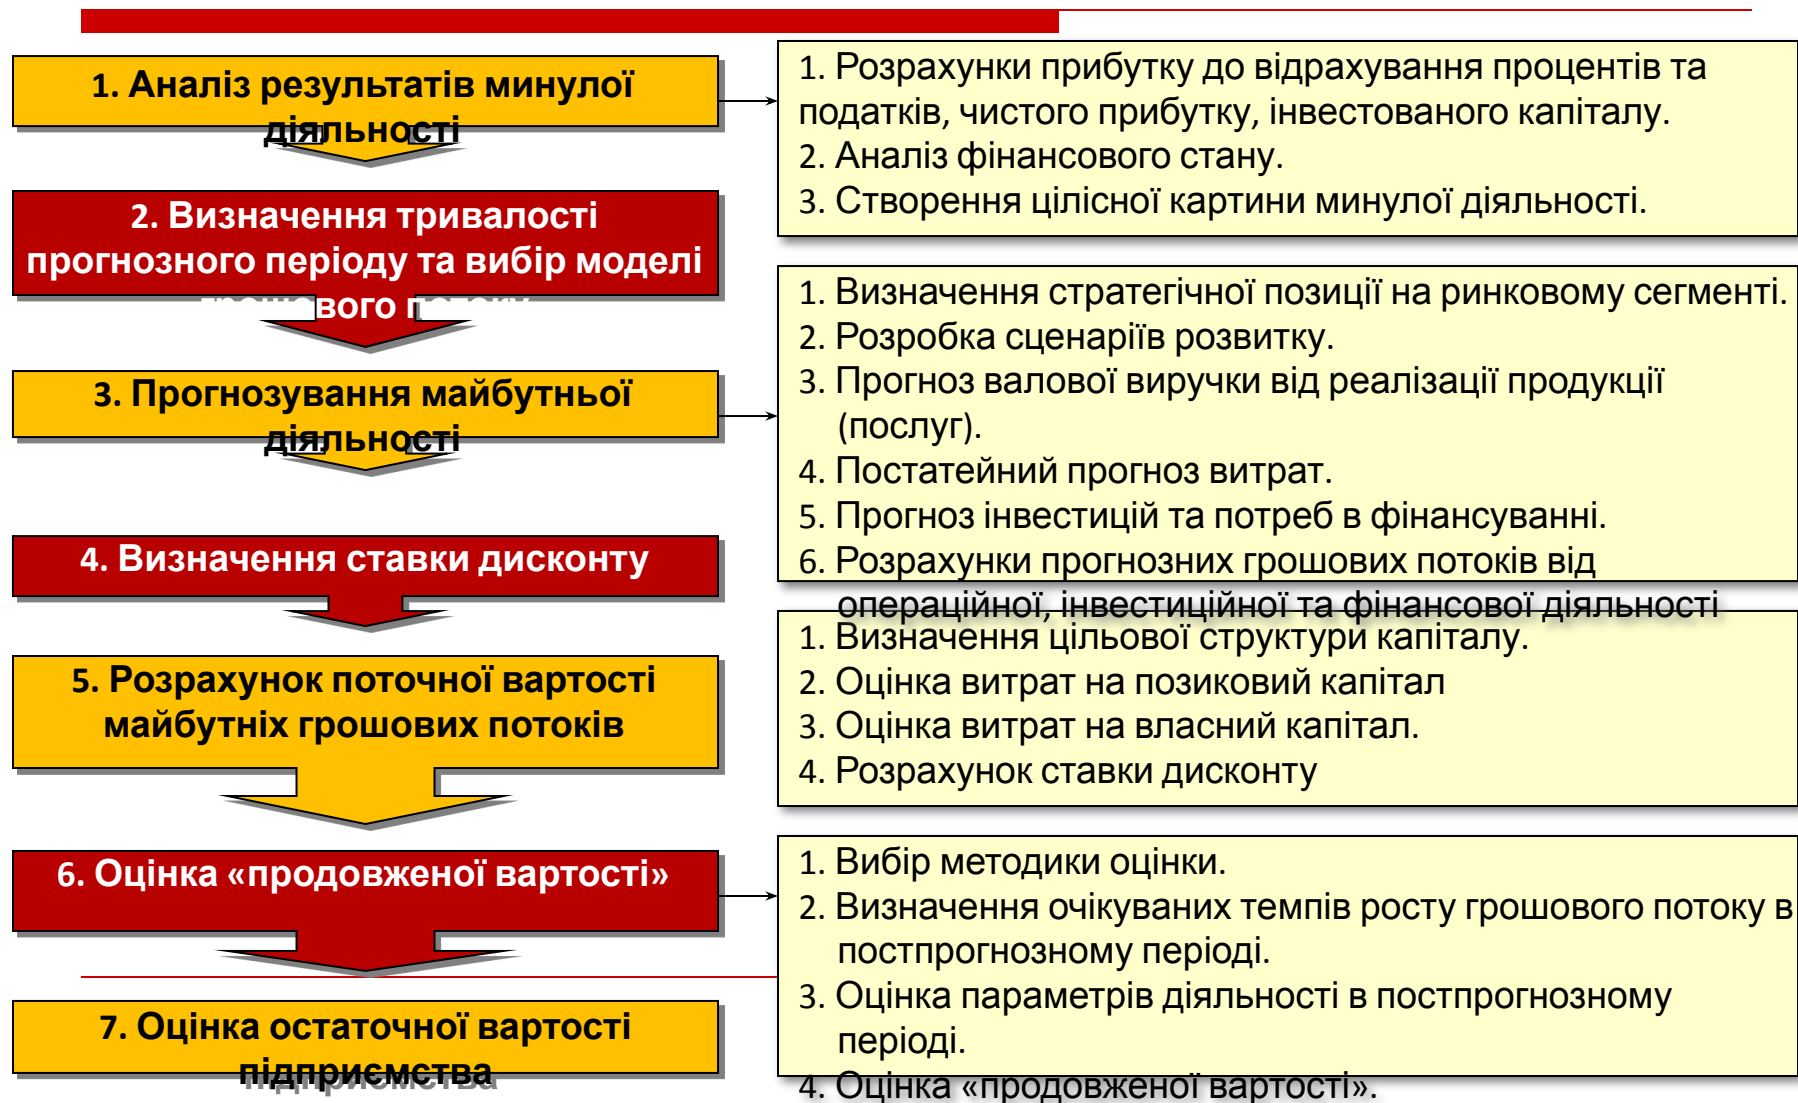 1. Аналіз результатів минулої
діяльності
1. Розрахунки прибутку до відрахування процентів та
податків, чистого прибутку, інвестованого капіталу.
2. Аналіз фінансового стану.
3. Створення цілісної картини минулої діяльності.
2. Визначення тривалості
прогнозного періоду та вибір моделі
грошового потоку
3. Прогнозування майбутньої
діяльності
1. Визначення стратегічної позиції на ринковому сегменті.
2. Розробка сценаріїв розвитку.
3. Прогноз валової виручки від реалізації продукції
(послуг).
4. Постатейний прогноз витрат.
5. Прогноз інвестицій та потреб в фінансуванні.
6. Розрахунки прогнозних грошових потоків від
операційної, інвестиційної та фінансової діяльності
4. Визначення ставки дисконту
1. Визначення цільової структури капіталу.
2. Оцінка витрат на позиковий капітал
3. Оцінка витрат на власний капітал.
4. Розрахунок ставки дисконту
5. Розрахунок поточної вартості
майбутніх грошових потоків
6. Оцінка «продовженої вартості»
1. Вибір методики оцінки.
2. Визначення очікуваних темпів росту грошового потоку в
постпрогнозному періоді.
3. Оцінка параметрів діяльності в постпрогнозному
періоді.
4. Оцінка «продовженої вартості».
7. Оцінка остаточної вартості
підприємства